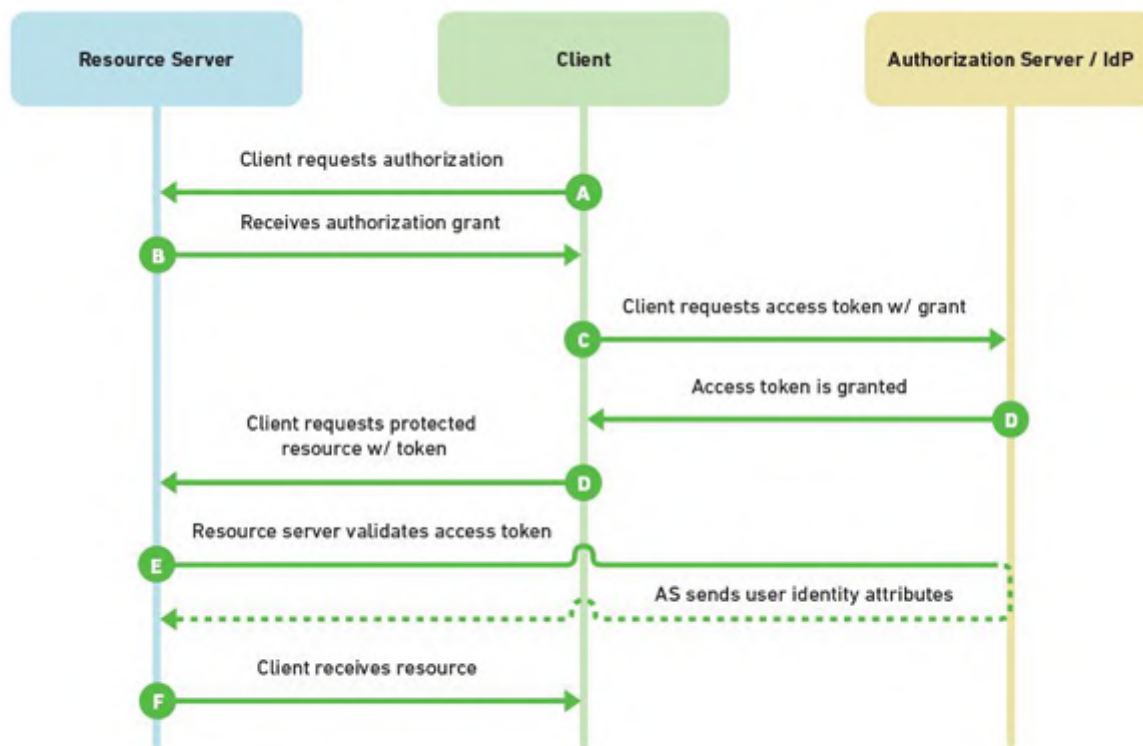 Resource Server
Client
Authorization Server / IdP
Client requests authorization
A
Receives authorization grant
B
Client requests access token w/ grant
C
Access token is granted
D
Client requests protected
resource w/ token
D
Resource server validates access token
E
AS sends user identity attributes
Client receives resource
F